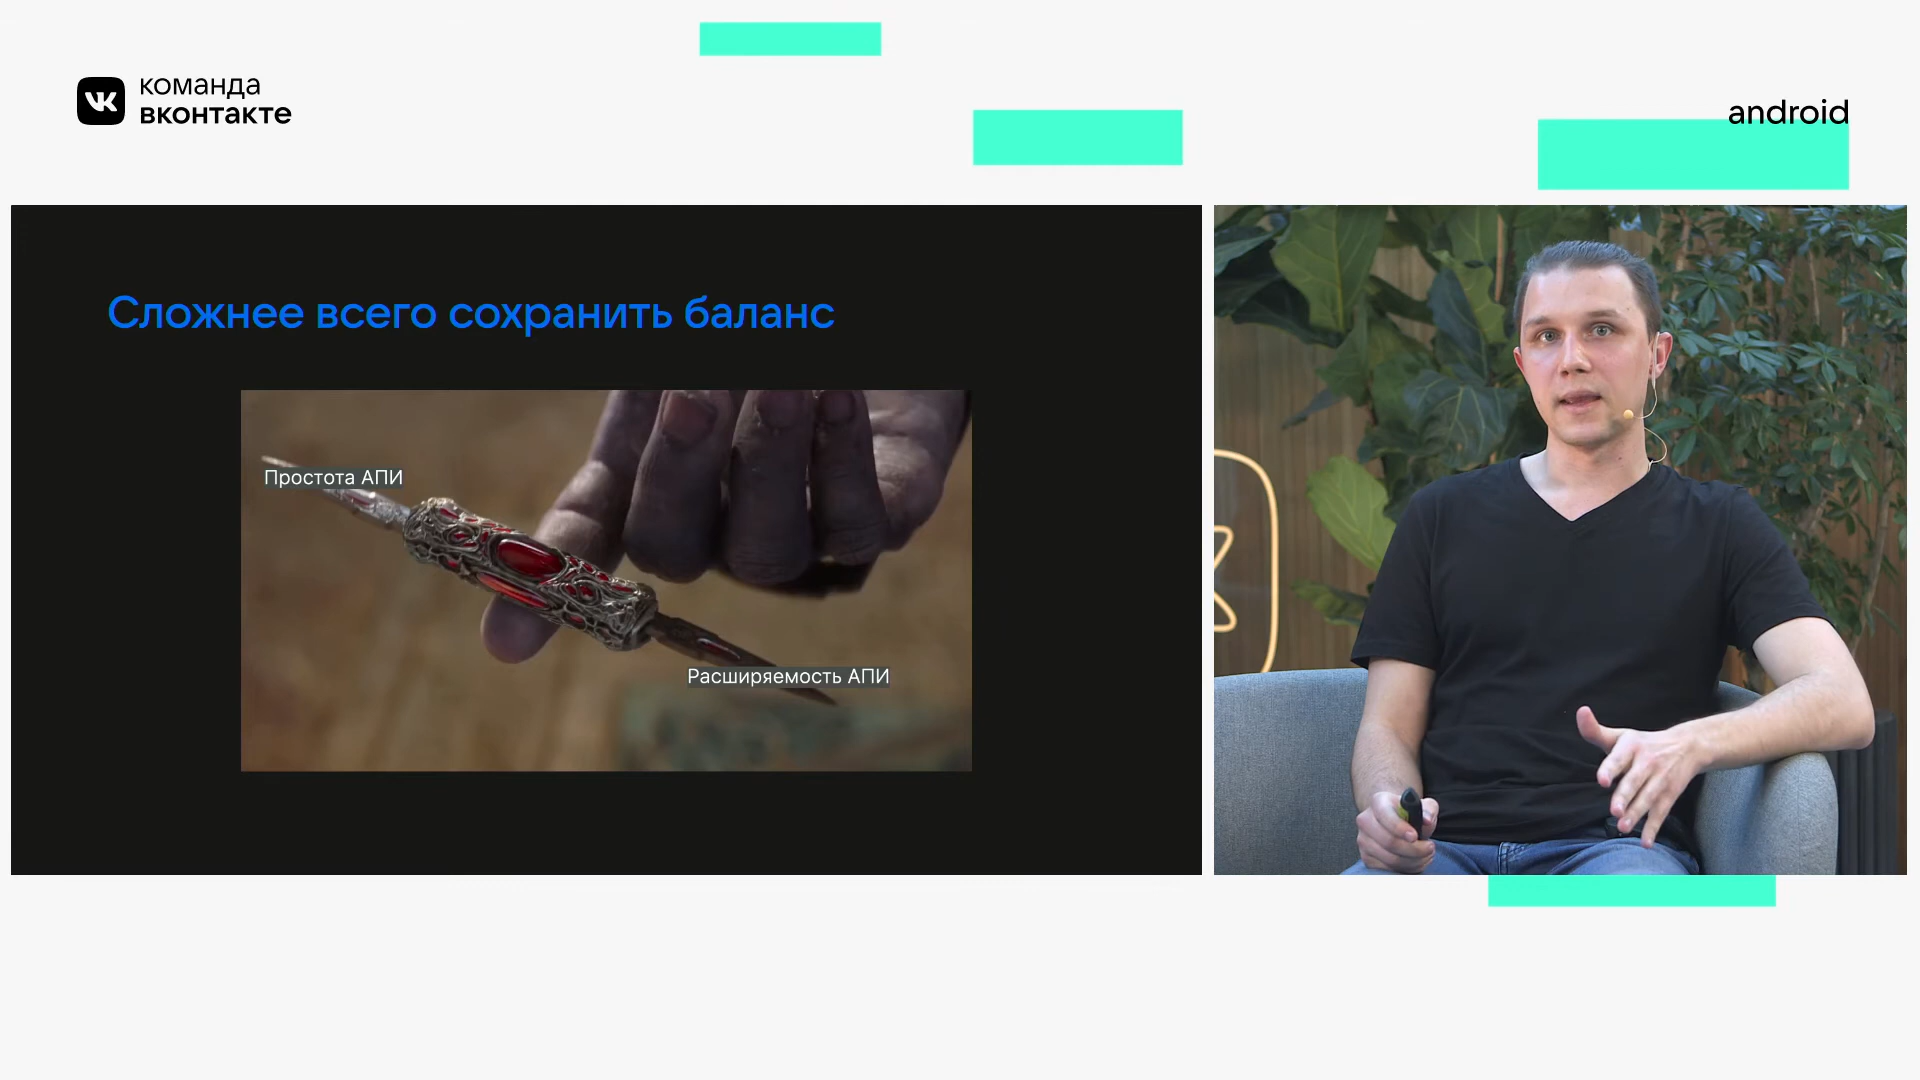 команда
вконтакте
android
Сложнее всего сохранить баланс
Простота АПИ
Расширяемость АПИ